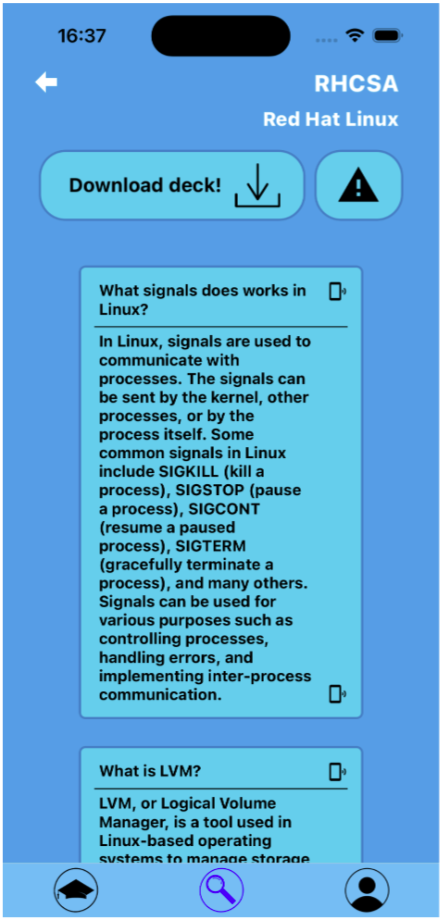 16:37
RHCSA
Red Hat Linux
Download deck!
What signals does works in
Linux?
In Linux, signals are used to
communicate with
processes. The signals can
be sent by the kernel, other
processes, or by the
process itself. Some
common signals in Linux
include SIGKILL (kill a
process), SIGSTOP (pause
a process), SIGCONT
(resume a paused
process), SIGTERM
(gracefully terminate a
process), and many others.
Signals can be used for
various purposes such as
controlling processes,
handling errors, and
implementing inter-process
communication.
What is LVM?
LVM, or Logical Volume
Manager, is a tool used in
Linux-based operating
systems to manage storage